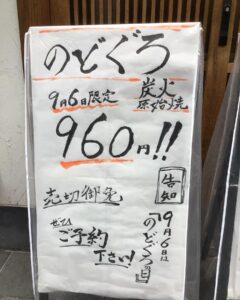 のどぐろ
9月6日限定
炭火
原始焼
960円!!
告知
9月6日は
『のどぐろの日』
売切御免
ぜひ
ご予約
下さい!